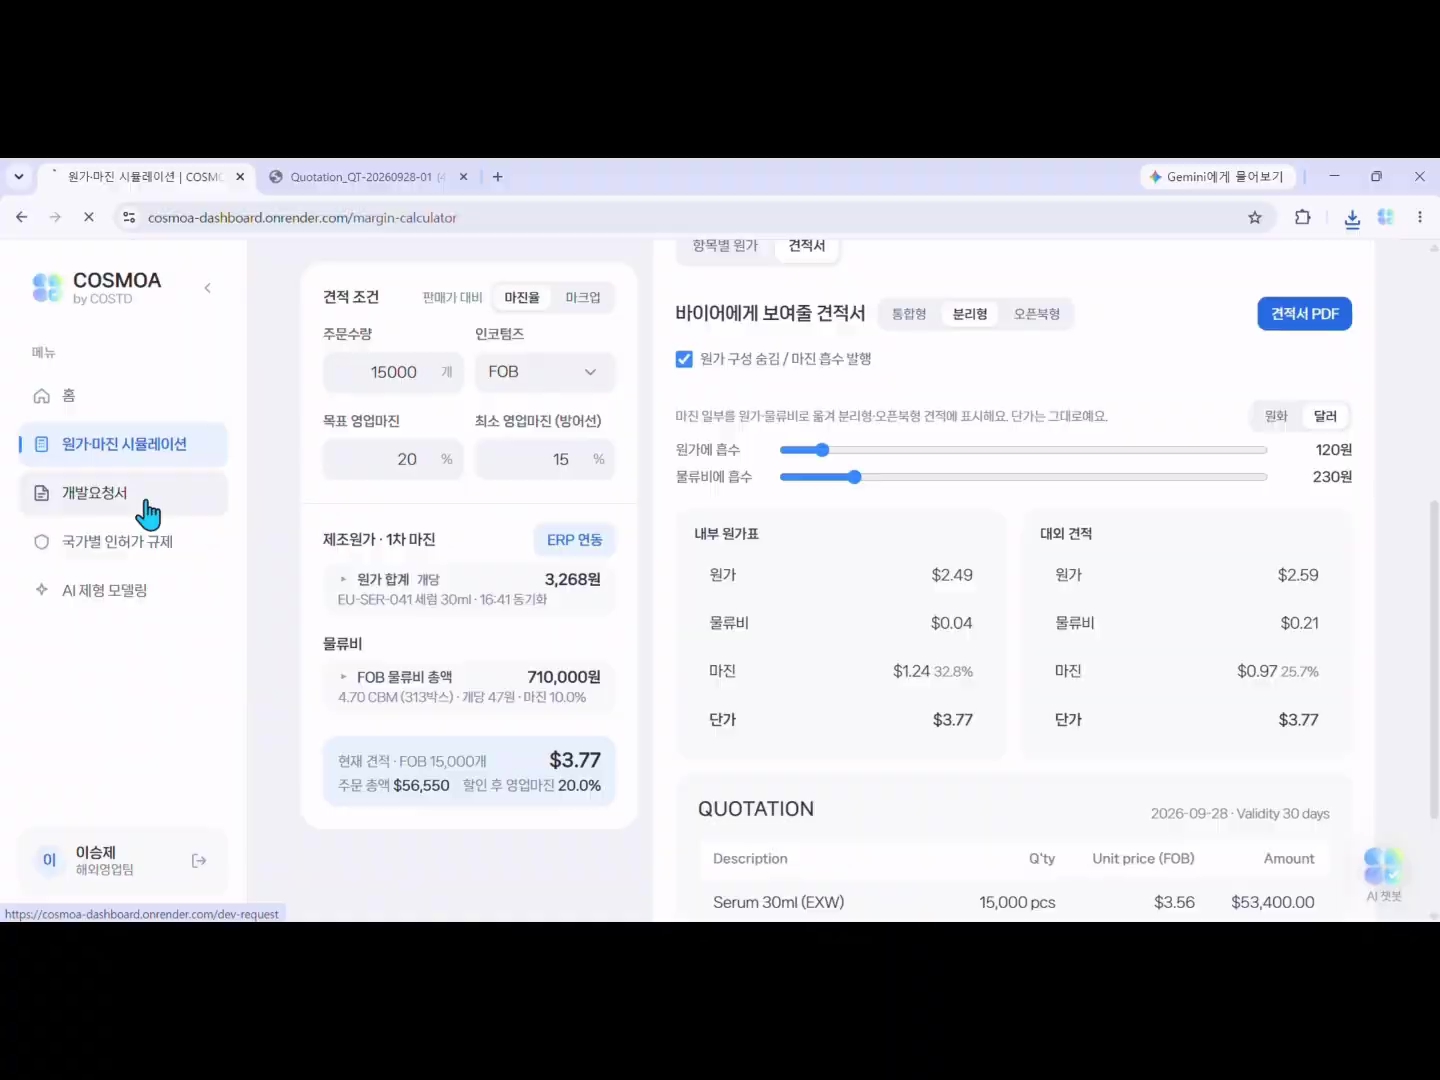 원가·마진 시뮬레이션 | COSMO
Quotation_QT-20260928-01 (4
Gemini에게 물어보기
cosmoa-dashboard.onrender.com/margin-calculator
COSMOA
by COSTD
메뉴
홈
원가·마진 시뮬레이션
개발요청서
국가별 인허가 규제
AI 제형 모델링
이
이승제
해외영업팀
https://cosmoa-dashboard.onrender.com/dev-request
견적 조건
판매가 대비
마진율
마크업
주문수량
인코텀즈
15000 개
FOB
목표 영업마진
최소 영업마진 (방어선)
20 %
15 %
제조원가 · 1차 마진
ERP 연동
원가 합계 개당
3,268원
EU-SER-041 세럼 30ml · 16:41 동기화
물류비
FOB 물류비 총액
710,000원
4.70 CBM (313박스) · 개당 47원 · 마진 10.0%
현재 견적 · FOB 15,000개
$3.77
주문 총액 $56,550 할인 후 영업마진 20.0%
항목별 원가
견적서
바이어에게 보여줄 견적서
통합형
분리형
오픈북형
견적서 PDF
원가 구성 숨김 / 마진 흡수 발행
마진 일부를 원가·물류비로 옮겨 분리형·오픈북형 견적에 표시해요. 단가는 그대로예요.
원화
달러
원가에 흡수
120원
물류비에 흡수
230원
내부 원가표
원가 $2.49
물류비 $0.04
마진 $1.24 32.8%
단가 $3.77
대외 견적
원가 $2.59
물류비 $0.21
마진 $0.97 25.7%
단가 $3.77
QUOTATION
2026-09-28 · Validity 30 days
Description Q'ty Unit price (FOB) Amount
Serum 30ml (EXW) 15,000 pcs $3.56 $53,400.00
AI 챗봇